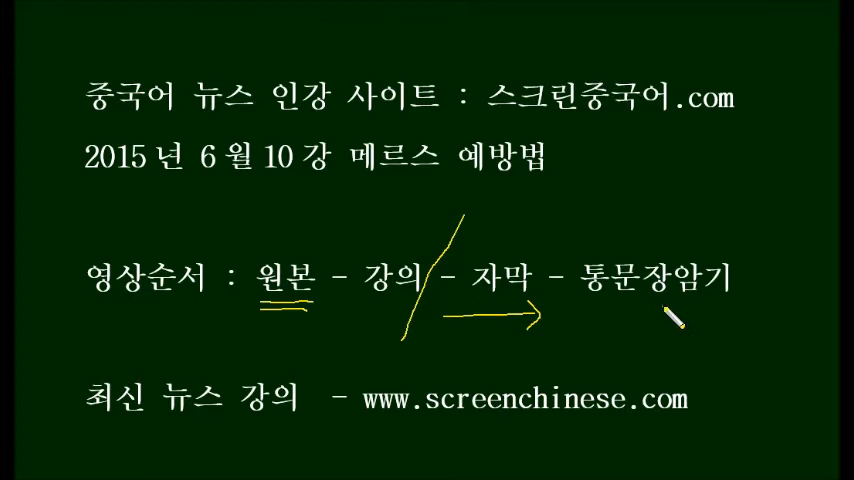 중국어 뉴스 인강 사이트 : 스크린중국어.com
2015년 6월 10강 메르스 예방법
영상순서 : 원본 - 강의 - 자막 - 통문장암기
최신 뉴스 강의 - www.screenchinese.com